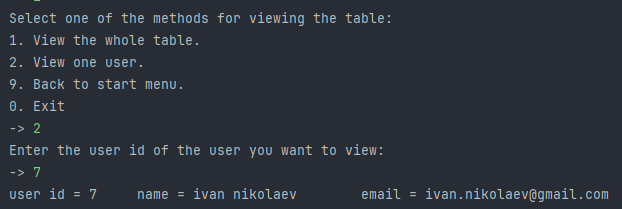 Select one of the methods for viewing the table:
1. View the whole table.
2. View one user.
9. Back to start menu.
0. Exit
-> 2
Enter the user id of the user you want to view:
-> 7
user id = 7     name = ivan nikolaev        email = ivan.nikolaev@gmail.com